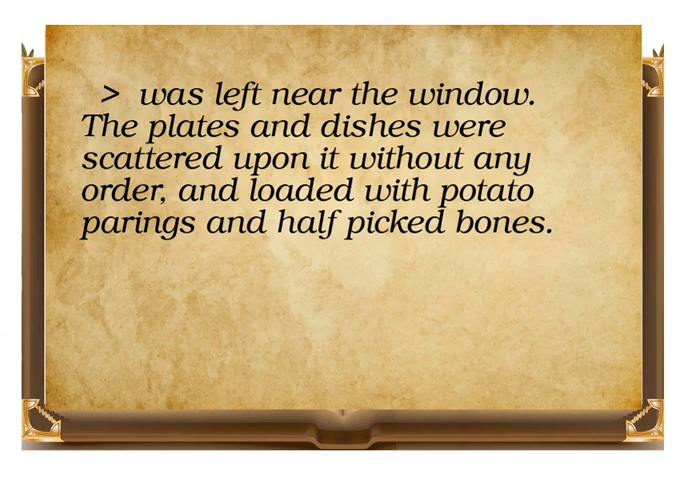 > was left near the window.
The plates and dishes were
scattered upon it without any
order, and loaded with potato
parings and half picked bones.